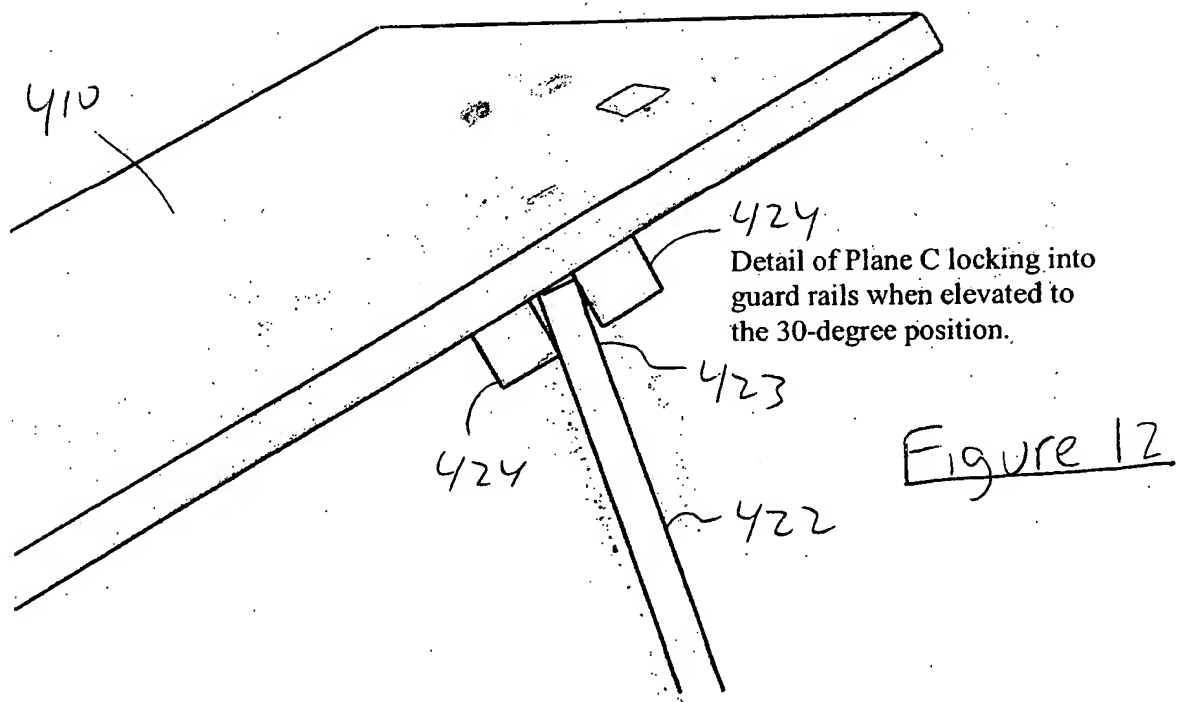 410
424
Detail of Plane C locking into
guard rails when elevated to
the 30-degree position.
423
424
422
Figure 12